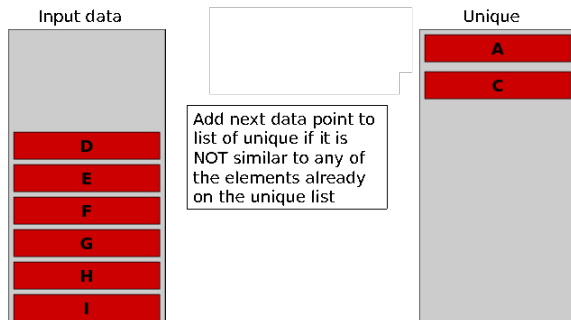 Input data
Unique
A
C
Add next data point to
list of unique if it is
NOT similar to any of
the elements already
on the unique list
D
E
F
G
H
I